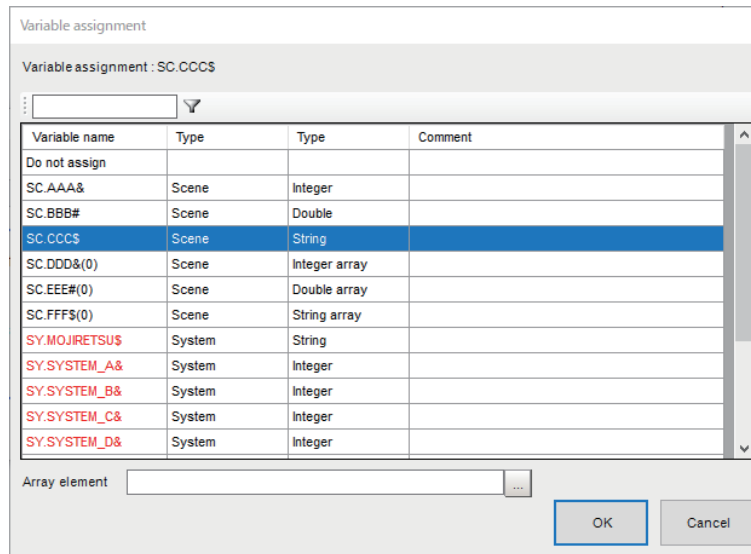 Variable assignment
Variable assignment : SC.CCC$
Variable name Type Type Comment
Do not assign
SC.AAA& Scene Integer
SC.BBB# Scene Double
SC.CCC$ Scene String
SC.DDD&(0) Scene Integer array
SC.EEE#(0) Scene Double array
SC.FFF$(0) Scene String array
SY.MOJIRETSU$ System String
SY.SYSTEM_A& System Integer
SY.SYSTEM_B& System Integer
SY.SYSTEM_C& System Integer
SY.SYSTEM_D& System Integer
Array element ...
OK Cancel